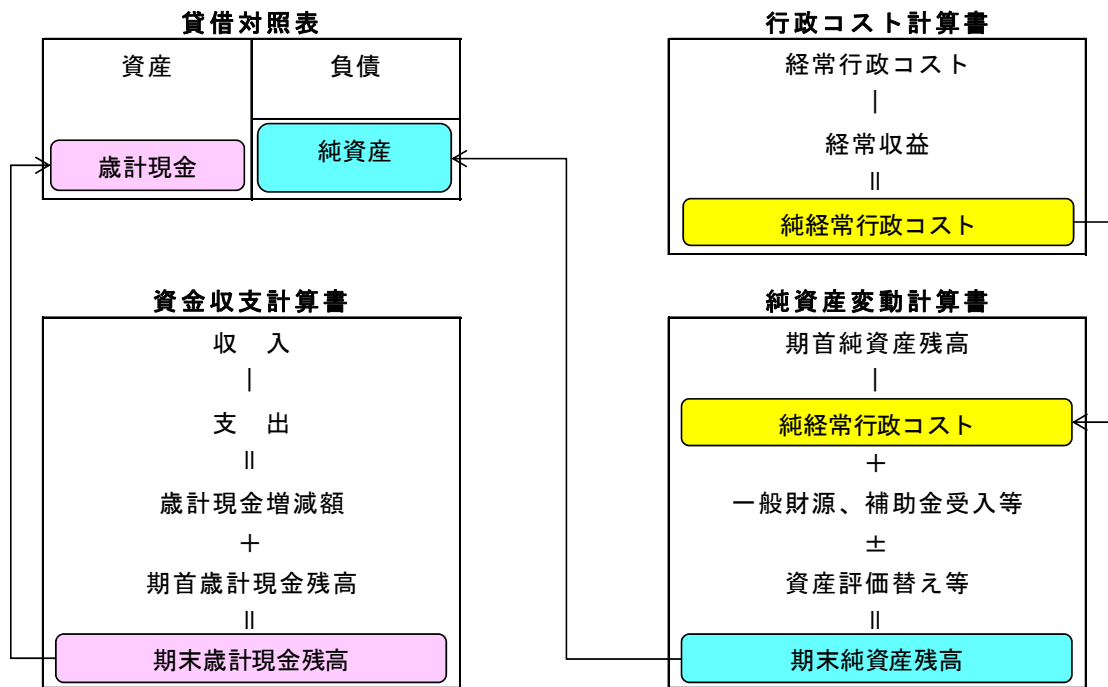 貸借対照表
資産
負債
歳計現金
純資産
行政コスト計算書
経常行政コスト
|
経常収益
||
純経常行政コスト
資金収支計算書
収　入
|
支　出
||
歳計現金増減額
＋
期首歳計現金残高
||
期末歳計現金残高
純資産変動計算書
期首純資産残高
|
純経常行政コスト
＋
一般財源、補助金受入等
±
資産評価替え等
||
期末純資産残高